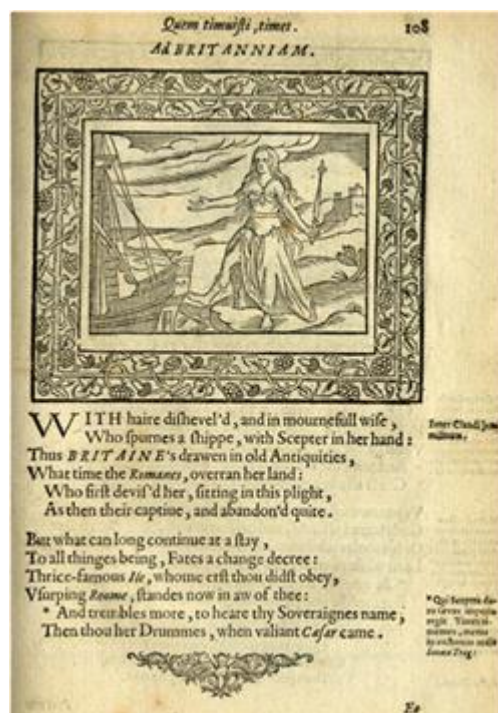 Quem timuisti, times.
108
Ad BRITANNIAM.
WITH haire dishevel'd, and in mournefull wise,
Who spurnes a shippe, with Scepter in her hand:
Thus BRITAINE's drawen in old Antiquities,
What time the Romanes, overran her land:
Who first devis'd her, sitting in this plight,
As then their captiue, and abandon'd quite.
But what can long continue at a stay,
To all thinges being, Fates a change decree:
Thrice-famous Ile, whome erst thou didst obey,
Vsurping Roome, standes now in aw of thee:
* And trembles more, to heare thy Soveraignes name,
Then thou her Drummes, when valiant Cæsar came.
* Qui Sceptra
Ee